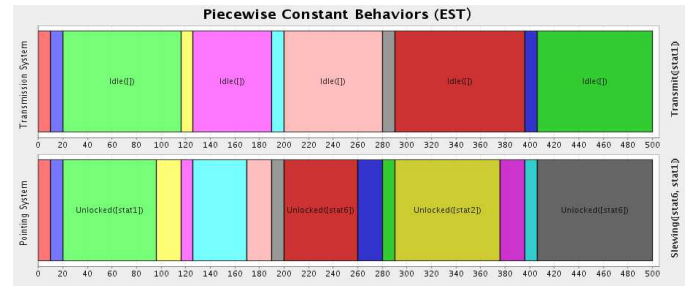 Piecewise Constant Behaviors (EST)
Transmission System
Idle([]) Idle([]) Idle([]) Idle([]) Idle([])
Transmit(stat1)
0 20 40 60 80 100 120 140 160 180 200 220 240 260 280 300 320 340 360 380 400 420 440 460 480 500
Pointing System
Unlocked([stat1]) Unlocked([stat6]) Unlocked([stat2]) Unlocked([stat6])
Slewing(stat6, stat1)
0 20 40 60 80 100 120 140 160 180 200 220 240 260 280 300 320 340 360 380 400 420 440 460 480 500